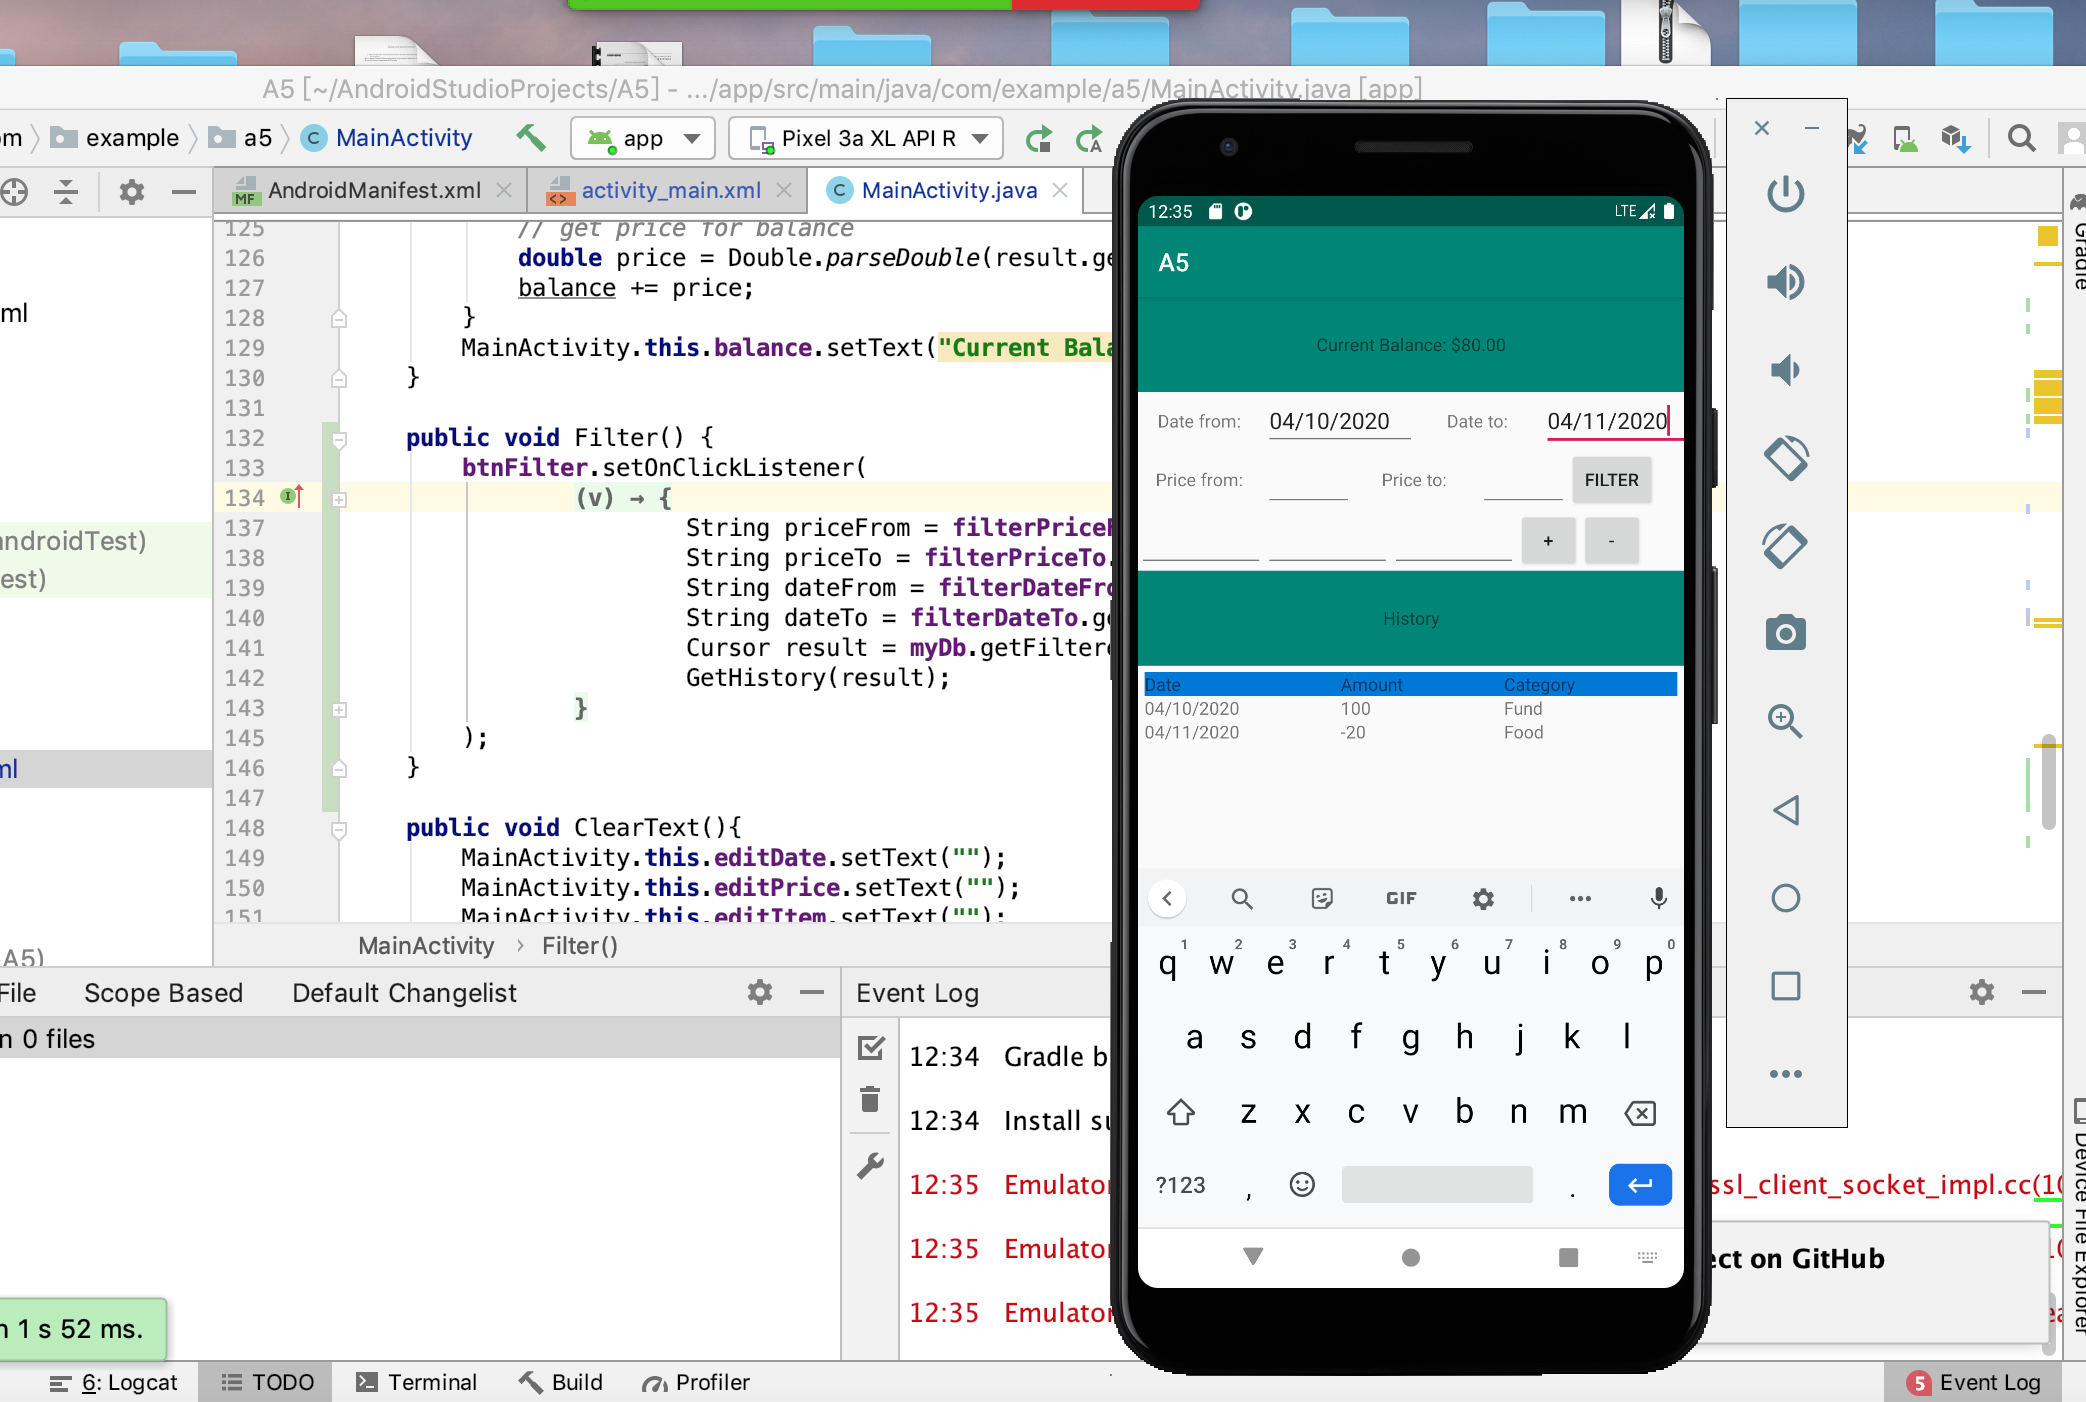 A5 [~/AndroidStudioProjects/A5] - .../app/src/main/java/com/example/a5/MainActivity.java [app]
example a5 C MainActivity app Pixel 3a XL API R
MF AndroidManifest.xml <> activity_main.xml C MainActivity.java
Gradle
125 // get price for balance
126 double price = Double.parseDouble(result.ge
127 balance += price;
128 }
129 MainActivity.this.balance.setText("Current Bala
130 }
131
132 public void Filter() {
133 btnFilter.setOnClickListener(
134 (v) → {
137 String priceFrom = filterPriceF
138 String priceTo = filterPriceTo.
139 String dateFrom = filterDateFro
140 String dateTo = filterDateTo.ge
141 Cursor result = myDb.getFiltere
142 GetHistory(result);
143 }
145 );
146 }
147
148 public void ClearText(){
149 MainActivity.this.editDate.setText("");
150 MainActivity.this.editPrice.setText("");
151 MainActivity.this.editItem.setText("");
ml
androidTest)
est)
ml
A5)
MainActivity › Filter()
File Scope Based Default Changelist
n 0 files
Event Log
12:34 Gradle b
12:34 Install su
12:35 Emulator
12:35 Emulator
12:35 Emulator
ssl_client_socket_impl.cc(10
ect on GitHub
Device File Explorer
n 1 s 52 ms.
6: Logcat TODO Terminal Build Profiler 5 Event Log
12:35 LTE
A5
Current Balance: $80.00
Date from: 04/10/2020 Date to: 04/11/2020
Price from: Price to: FILTER
+ -
History
Date Amount Category
04/10/2020 100 Fund
04/11/2020 -20 Food
GIF
1 2 3 4 5 6 7 8 9 0
q w e r t y u i o p
a s d f g h j k l
z x c v b n m
?123 , .